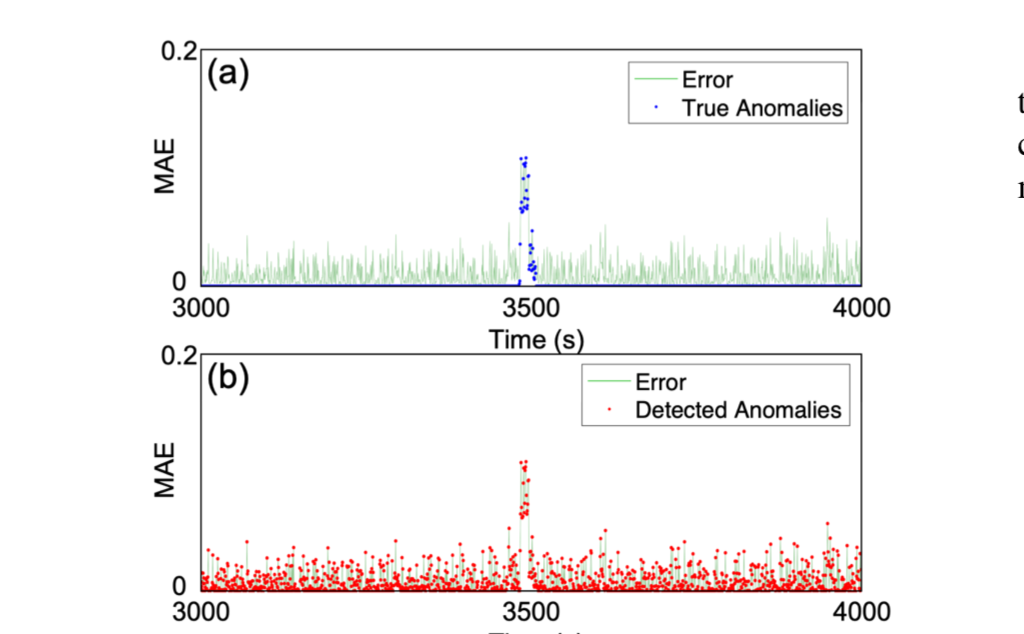 0.2
(a)
Error
True Anomalies
MAE
0
3000 3500 4000
Time (s)
0.2
(b)
Error
Detected Anomalies
MAE
0
3000 3500 4000